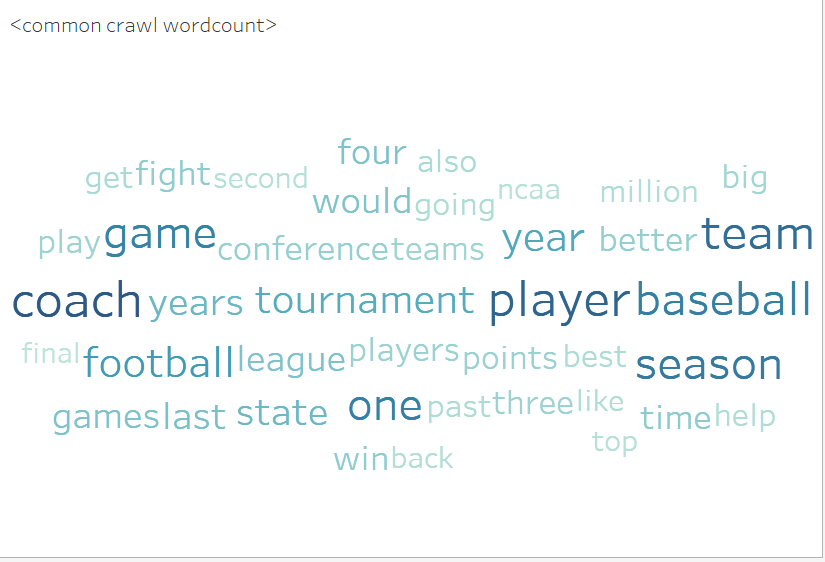 <common crawl wordcount>
four also
get fight second
would going ncaa million big
play game conference teams year better team
coach years tournament player baseball
final football league players points best season
games last state one past three like time help
top
win back